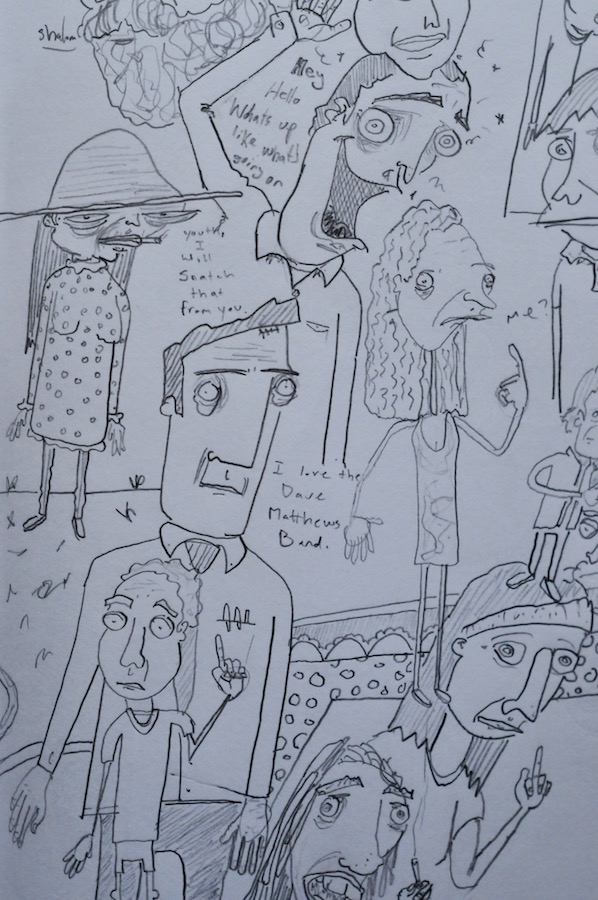 shalom
Hey
Hello
Whats up
like what's
going on
youth,
I
will
snatch
that
from you.
me?
I love the
Dave
Matthews
Band.